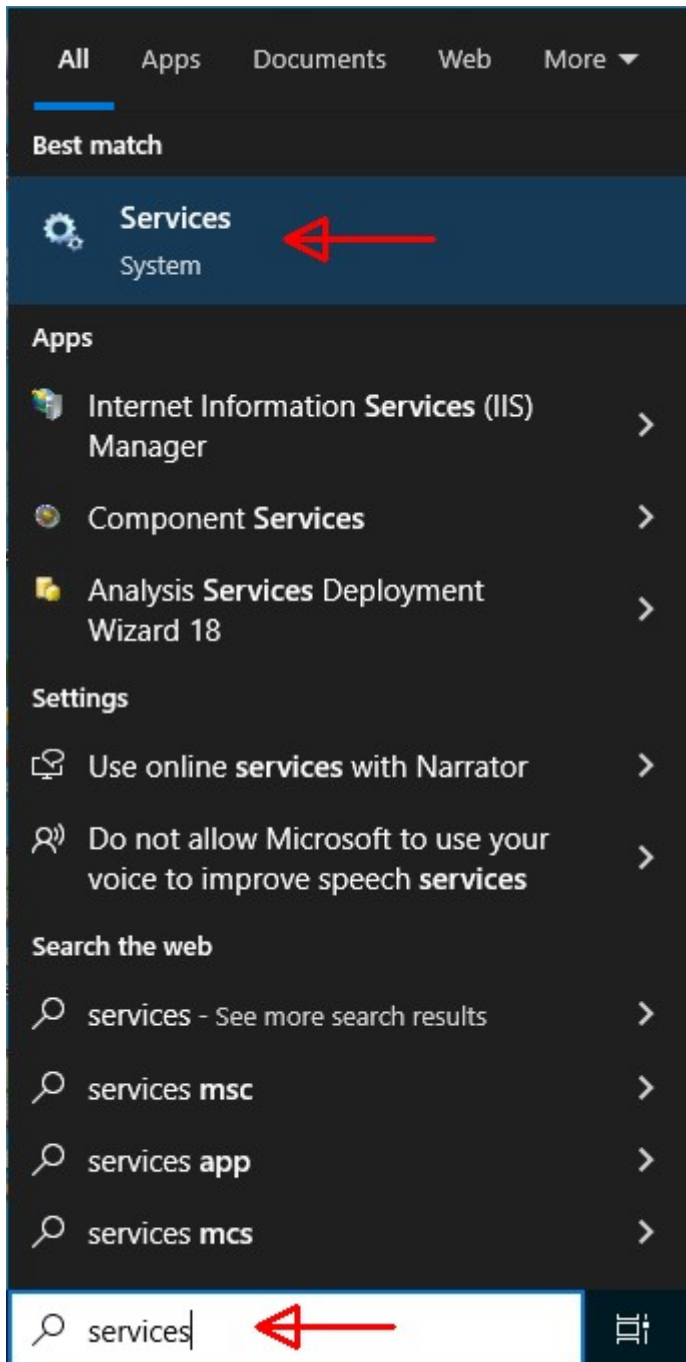 All Apps Documents Web More
Best match
Services
System
Apps
Internet Information Services (IIS)
Manager
Component Services
Analysis Services Deployment
Wizard 18
Settings
Use online services with Narrator
Do not allow Microsoft to use your
voice to improve speech services
Search the web
services - See more search results
services msc
services app
services mcs
services